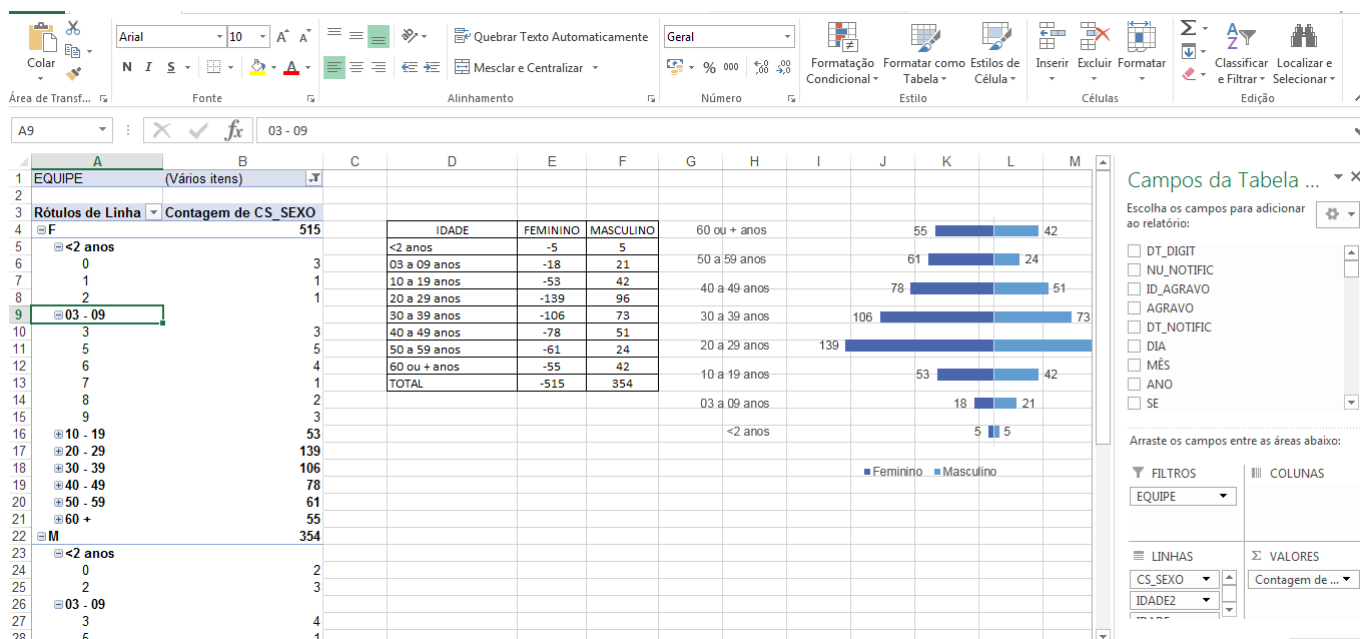 Colar
Área de Transf...
Arial
10
N I S
Fonte
Quebrar Texto Automaticamente
Mesclar e Centralizar
Alinhamento
Geral
% 000
Número
Formatação Condicional
Formatar como Tabela
Estilos de Célula
Estilo
Inserir
Excluir
Formatar
Células
Classificar e Filtrar
Localizar e Selecionar
Edição
A9
fx
03 - 09
A B C D E F G H I J K L M
1 EQUIPE (Vários itens)
2
3 Rótulos de Linha Contagem de CS_SEXO
4 F 515
5 <2 anos
6 0 3
7 1 1
8 2 1
9 03 - 09
10 3 3
11 5 5
12 6 4
13 7 1
14 8 2
15 9 3
16 10 - 19 53
17 20 - 29 139
18 30 - 39 106
19 40 - 49 78
20 50 - 59 61
21 60 + 55
22 M 354
23 <2 anos
24 0 2
25 2 3
26 03 - 09
27 3 4
28 5 1
IDADE FEMININO MASCULINO
<2 anos -5 5
03 a 09 anos -18 21
10 a 19 anos -53 42
20 a 29 anos -139 96
30 a 39 anos -106 73
40 a 49 anos -78 51
50 a 59 anos -61 24
60 ou + anos -55 42
TOTAL -515 354
60 ou + anos 55 42
50 a 59 anos 61 24
40 a 49 anos 78 51
30 a 39 anos 106 73
20 a 29 anos 139
10 a 19 anos 53 42
03 a 09 anos 18 21
<2 anos 5 5
Feminino Masculino
Campos da Tabela ...
Escolha os campos para adicionar
ao relatório:
DT_DIGIT
NU_NOTIFIC
ID_AGRAVO
AGRAVO
DT_NOTIFIC
DIA
MÊS
ANO
SE
Arraste os campos entre as áreas abaixo:
FILTROS
EQUIPE
COLUNAS
LINHAS
CS_SEXO
IDADE2
Σ VALORES
Contagem de ...